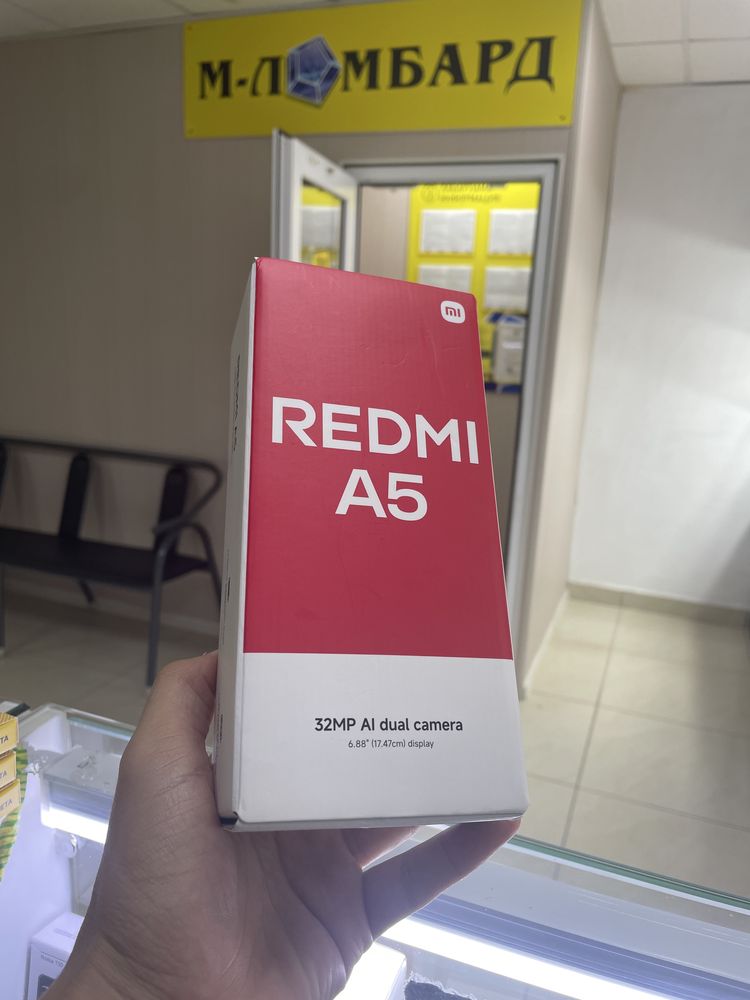 М-ЛОМБАРД
mi
REDMI
A5
32MP AI dual camera
6.88" (17.47cm) display